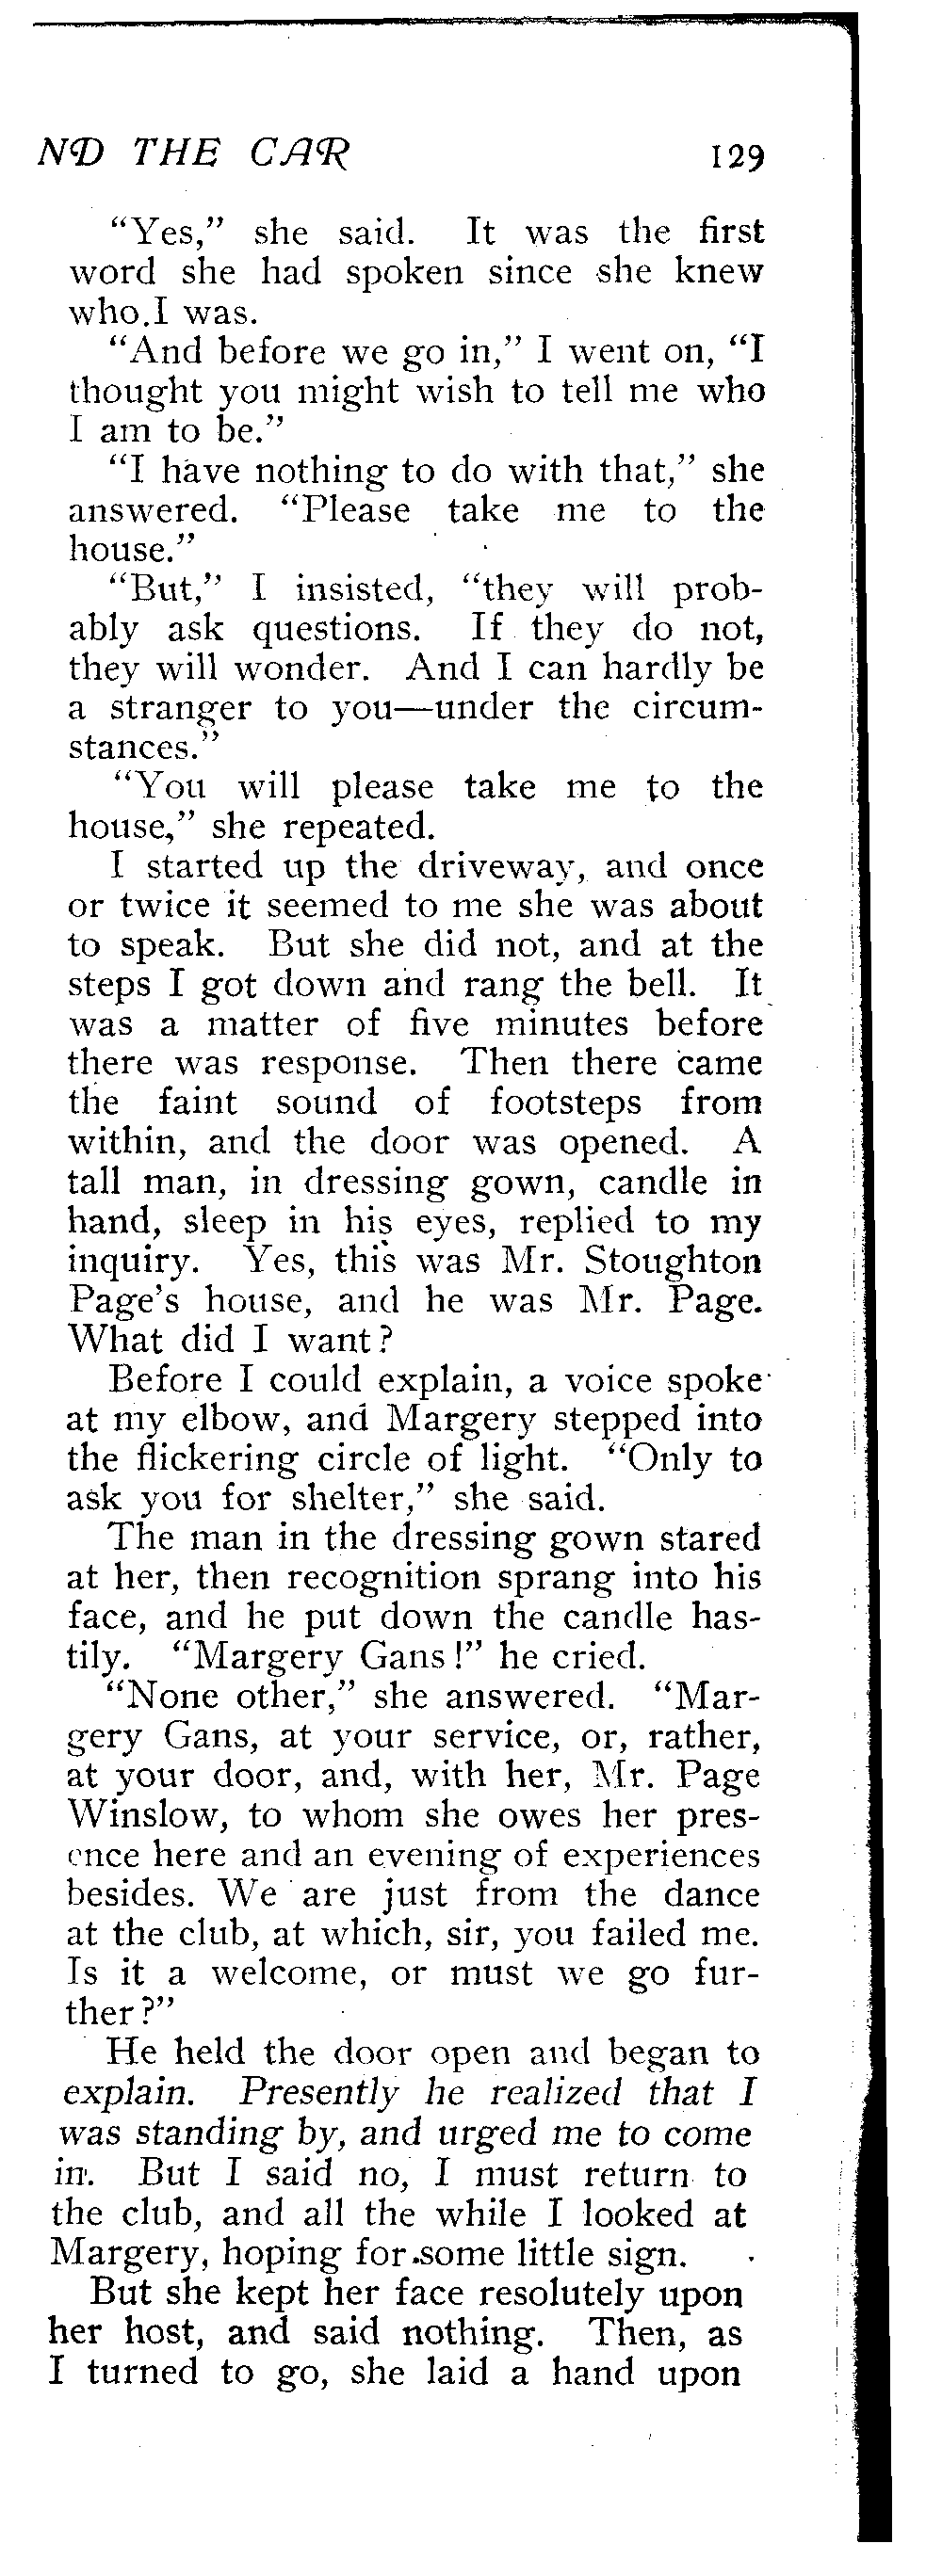 ND THE CAR 129
"Yes," she said. It was the first
word she had spoken since she knew
who I was.
"And before we go in," I went on, "I
thought you might wish to tell me who
I am to be."
"I have nothing to do with that," she
answered. "Please take me to the
house."
"But," I insisted, "they will prob-
ably ask questions. If they do not,
they will wonder. And I can hardly be
a stranger to you—under the circum-
stances."
"You will please take me to the
house," she repeated.
I started up the driveway, and once
or twice it seemed to me she was about
to speak. But she did not, and at the
steps I got down and rang the bell. It
was a matter of five minutes before
there was response. Then there came
the faint sound of footsteps from
within, and the door was opened. A
tall man, in dressing gown, candle in
hand, sleep in his eyes, replied to my
inquiry. Yes, this was Mr. Stoughton
Page's house, and he was Mr. Page.
What did I want?
Before I could explain, a voice spoke
at my elbow, and Margery stepped into
the flickering circle of light. "Only to
ask you for shelter," she said.
The man in the dressing gown stared
at her, then recognition sprang into his
face, and he put down the candle has-
tily. "Margery Gans!" he cried.
"None other," she answered. "Mar-
gery Gans, at your service, or, rather,
at your door, and, with her, Mr. Page
Winslow, to whom she owes her pres-
ence here and an evening of experiences
besides. We are just from the dance
at the club, at which, sir, you failed me.
Is it a welcome, or must we go fur-
ther?"
He held the door open and began to
explain. Presently he realized that I
was standing by, and urged me to come
in. But I said no, I must return to
the club, and all the while I looked at
Margery, hoping for some little sign.
But she kept her face resolutely upon
her host, and said nothing. Then, as
I turned to go, she laid a hand upon